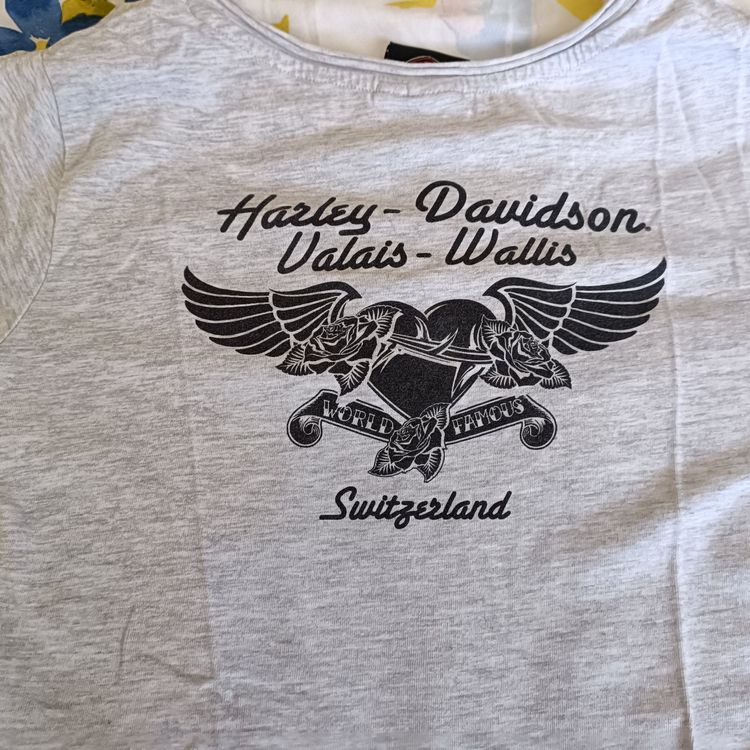 Harley-Davidson
Valais-Wallis
WORLD FAMOUS
Switzerland